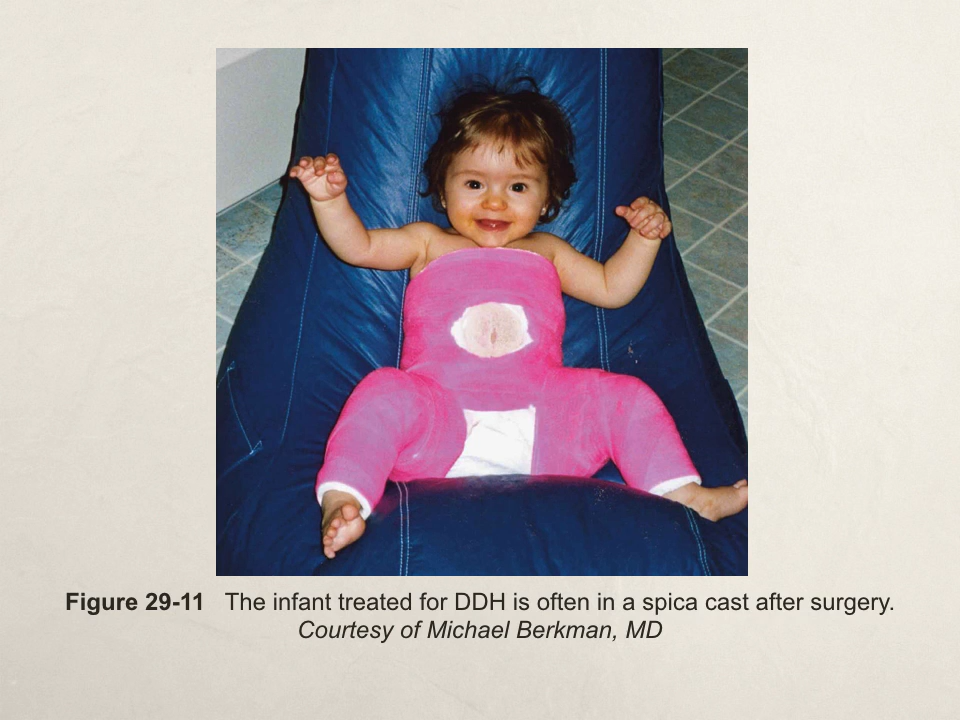 Figure 29-11 The infant treated for DDH is often in a spica cast after surgery.
Courtesy of Michael Berkman, MD